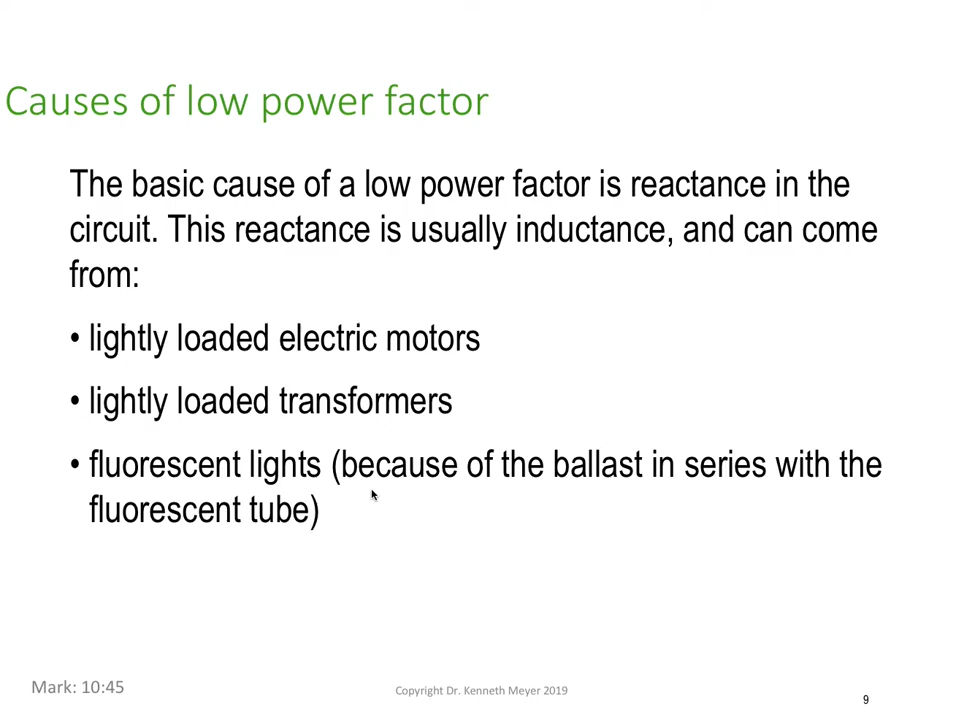 Causes of low power factor
The basic cause of a low power factor is reactance in the
circuit. This reactance is usually inductance, and can come
from:
• lightly loaded electric motors
• lightly loaded transformers
• fluorescent lights (because of the ballast in series with the
fluorescent tube)
Mark: 10:45
Copyright Dr. Kenneth Meyer 2019
9